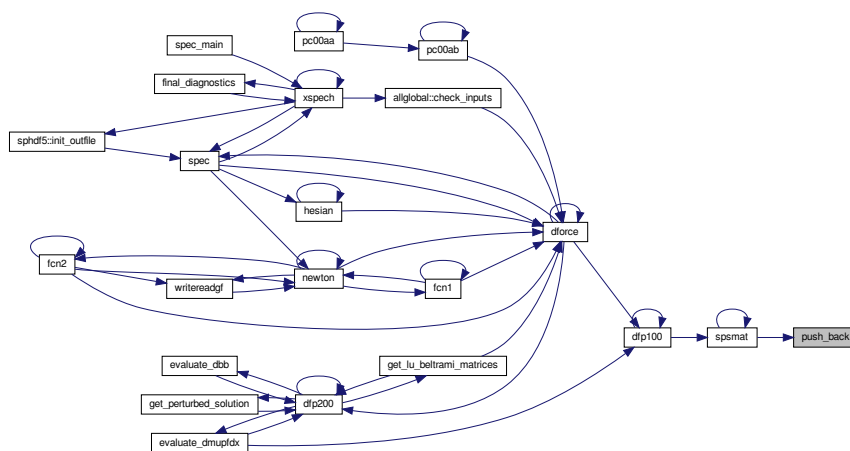 pc00aa
pc00ab
spec_main
final_diagnostics
xspech
allglobal::check_inputs
sphdf5::init_outfile
spec
hesian
dforce
fcn2
newton
writereadgf
fcn1
dfp100
spsmat
push_back
evaluate_dbb
get_lu_beltrami_matrices
get_perturbed_solution
dfp200
evaluate_dmupfdx